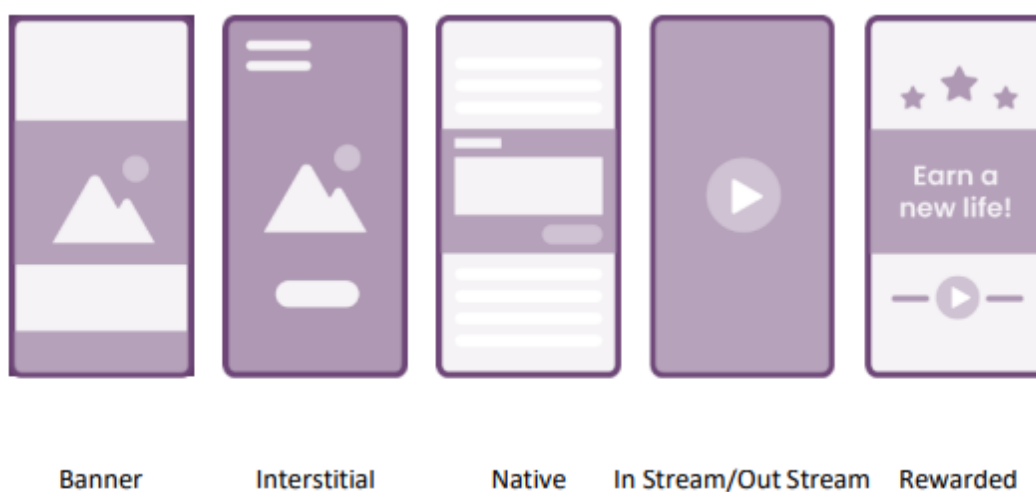 Earn a
new life!
Banner
Interstitial
Native
In Stream/Out Stream
Rewarded